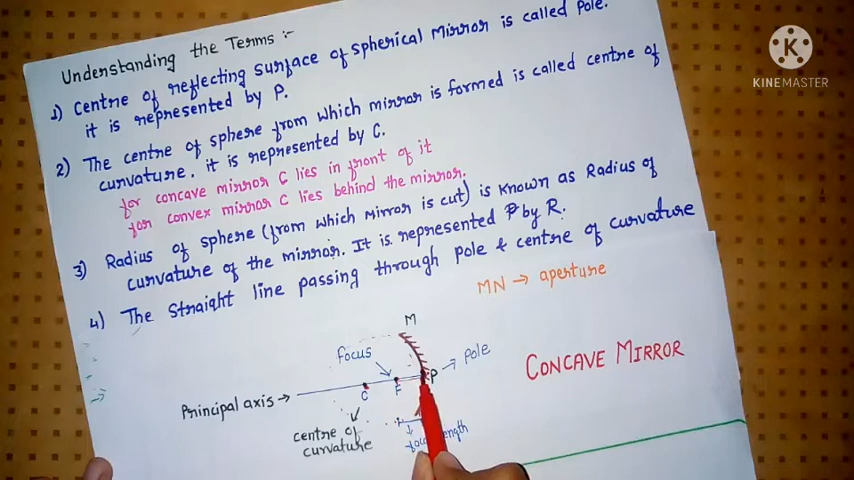 Understanding the Terms :-
1) Centre of reflecting surface of spherical Mirror is called Pole.
it is represented by P.
2) The centre of sphere from which mirror is formed is called centre of
curvature. it is represented by C.
for concave mirror C lies in front of it
for convex mirror C lies behind the mirror.
3) Radius of sphere (from which mirror is cut) is known as Radius of
curvature of the mirror. It is represented by R.
4) The straight line passing through pole & centre of curvature
MN → aperture
M
focus
→ Pole
CONCAVE MIRROR
Principal axis →
C F P
centre of
curvature
K
KINEMASTER